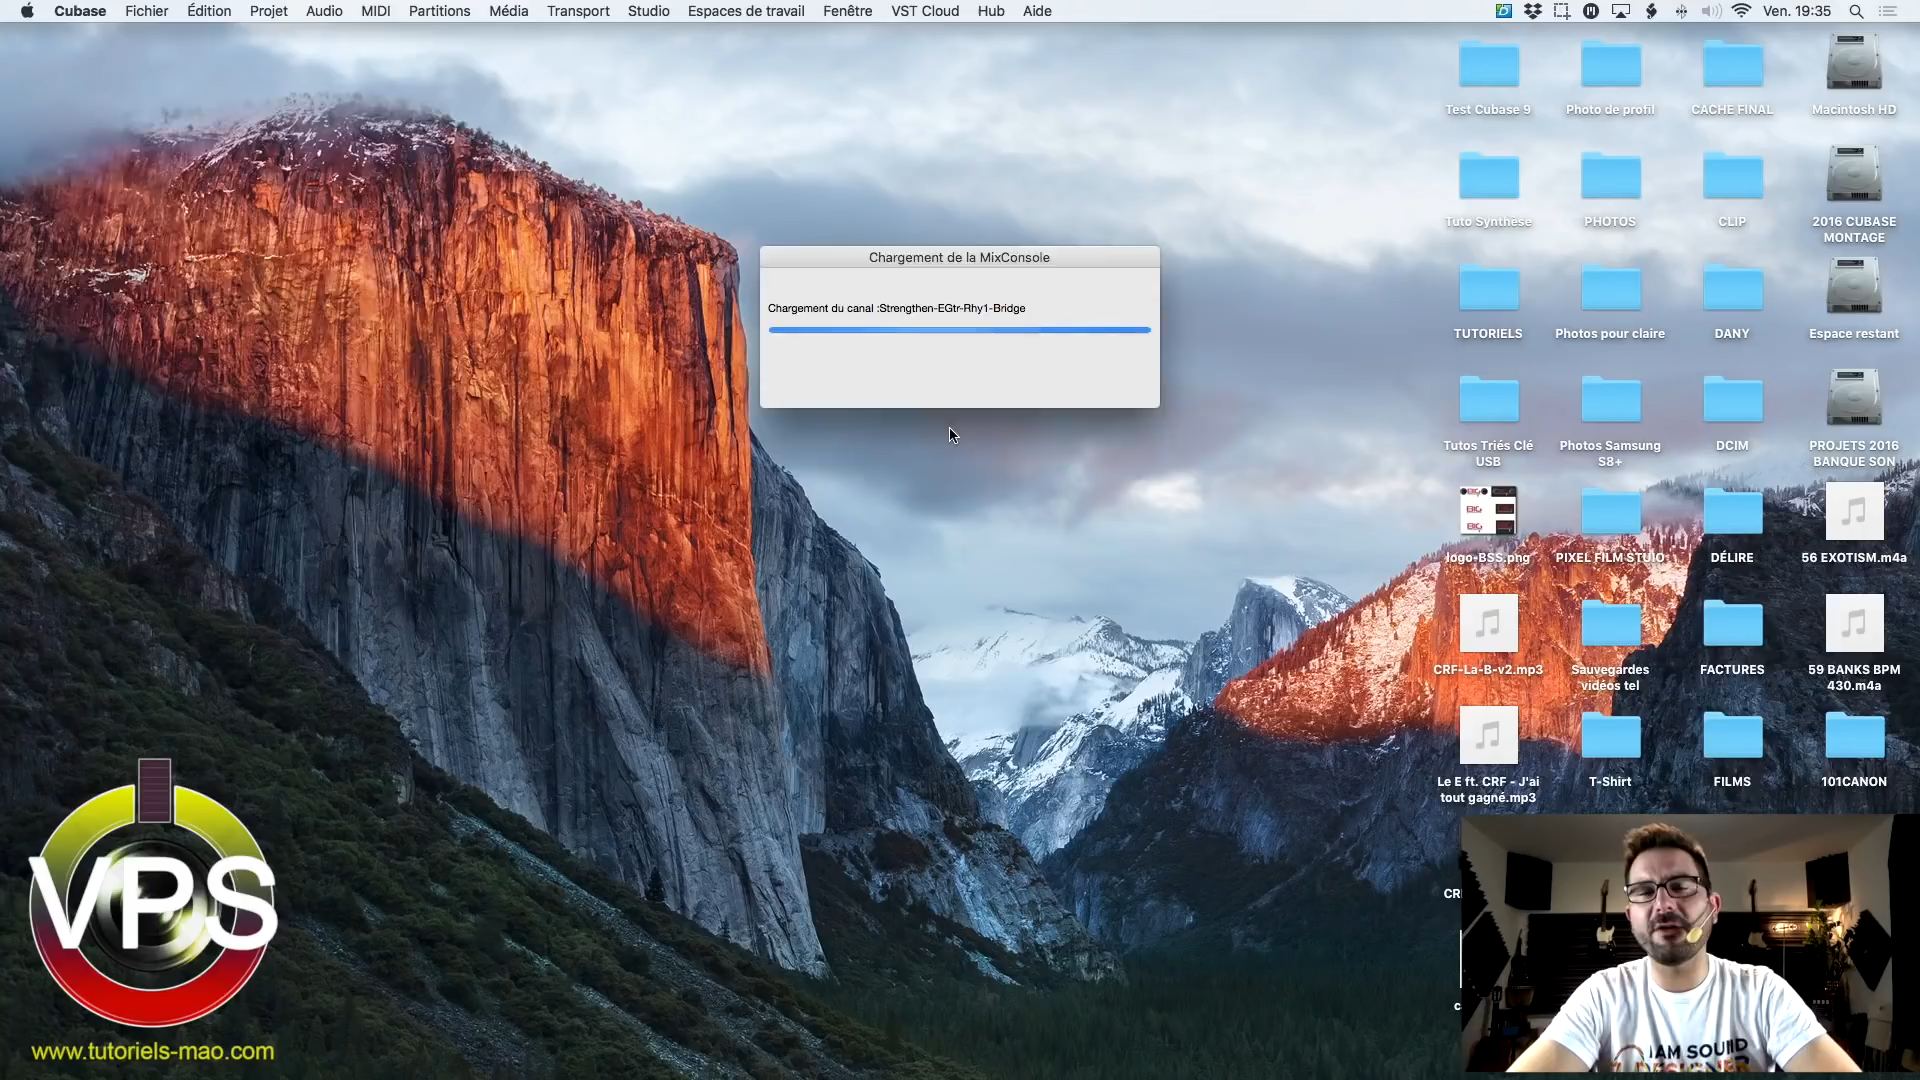 Cubase Fichier Édition Projet Audio MIDI Partitions Média Transport Studio Espaces de travail Fenêtre VST Cloud Hub Aide Ven. 19:35
Test Cubase 9 Photo de profil CACHE FINAL Macintosh HD
Tuto Synthèse PHOTOS CLIP 2016 CUBASE
MONTAGE
Chargement de la MixConsole
Chargement du canal :Strengthen-EGtr-Rhy1-Bridge
TUTORIELS Photos pour claire DANY Espace restant
Tutos Triés Clé Photos Samsung DCIM PROJETS 2016
USB S8+ BANQUE SON
logo-BSS.png PIXEL FILM STUIO DÉLIRE 56 EXOTISM.m4a
CRF-La-B-v2.mp3 Sauvegardes FACTURES 59 BANKS BPM
vidéos tel 430.m4a
Le E ft. CRF - J'ai T-Shirt FILMS 101CANON
tout gagné.mp3
VPS
www.tutoriels-mao.com
I AM SOUND